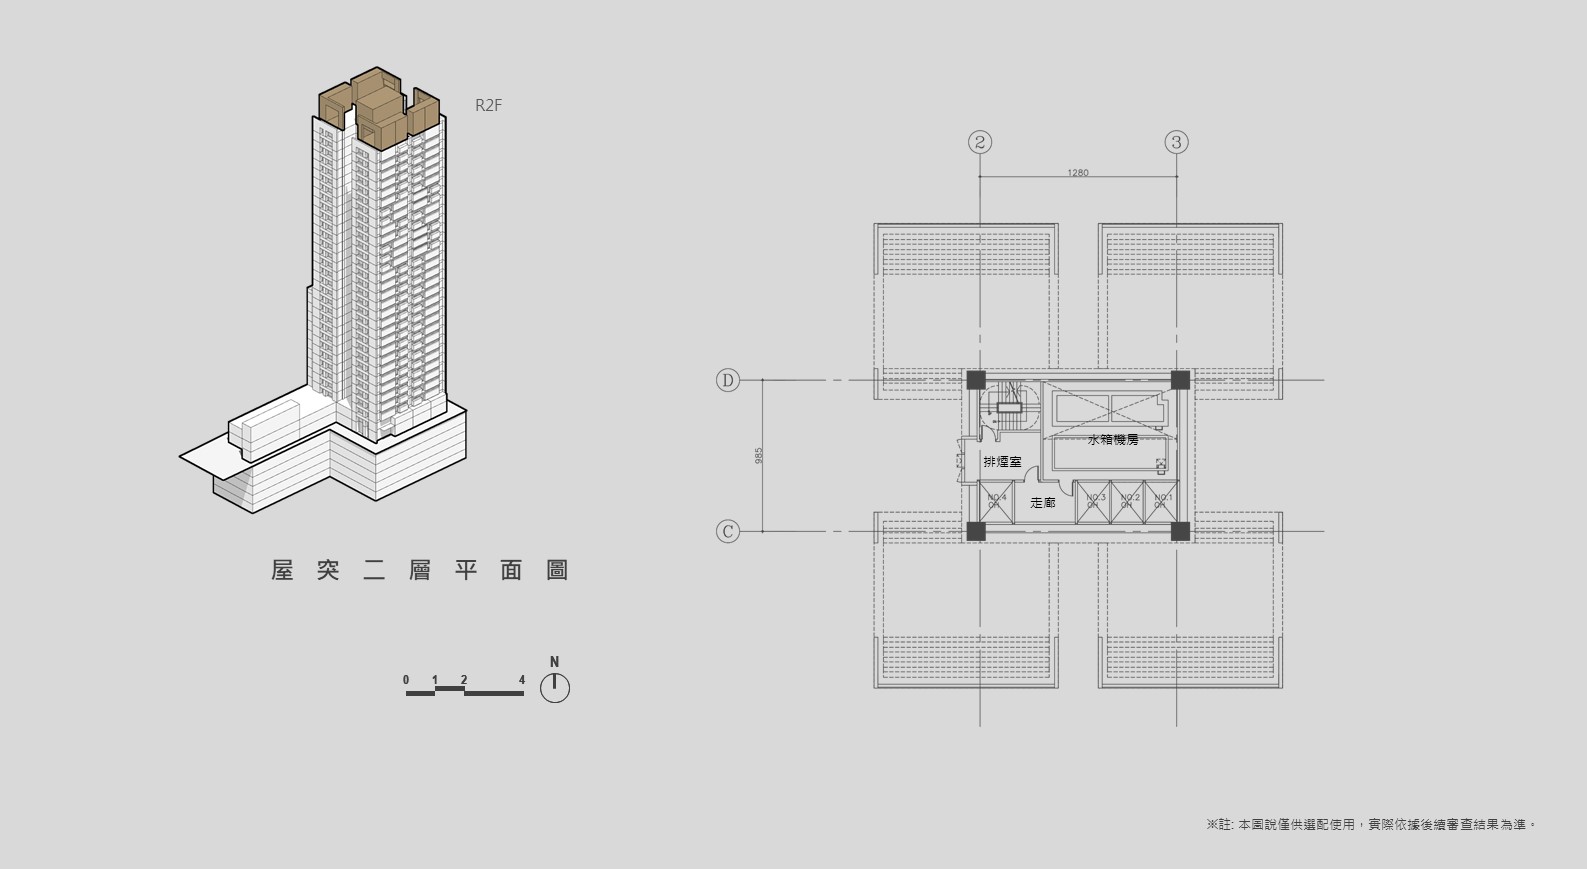 R2F
屋突二層平面圖
0 1 2 4
N
2 3
1280
D
985
C
水箱機房
排煙室
走廊
NO.4
OH
NO.3
OH
NO.2
OH
NO.1
OH
※註: 本圖說僅供選配使用，實際依據後續審查結果為準。